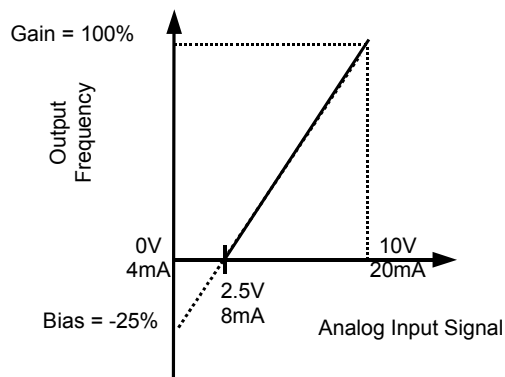 Gain = 100%
Output
Frequency
0V
4mA
10V
20mA
2.5V
8mA
Bias = -25%
Analog Input Signal